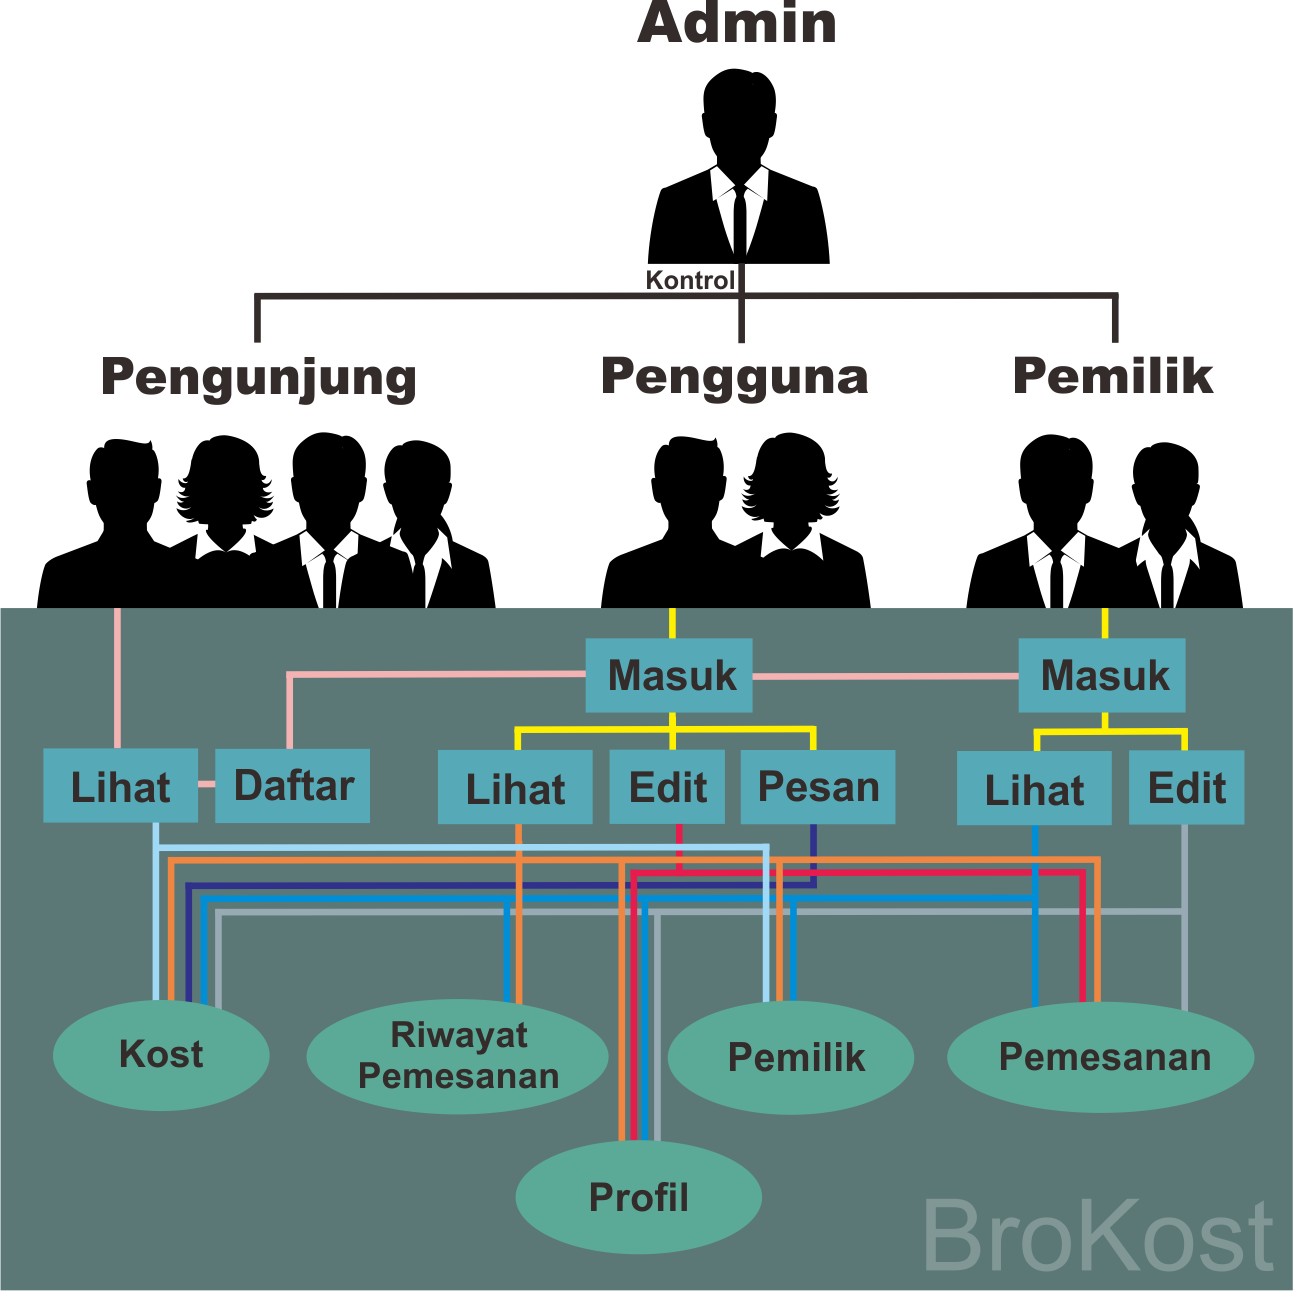 Admin
Kontrol
Pengunjung
Pengguna
Pemilik
Masuk
Masuk
Lihat
Daftar
Lihat
Edit
Pesan
Lihat
Edit
Kost
Riwayat
Pemesanan
Pemilik
Pemesanan
Profil
BroKost